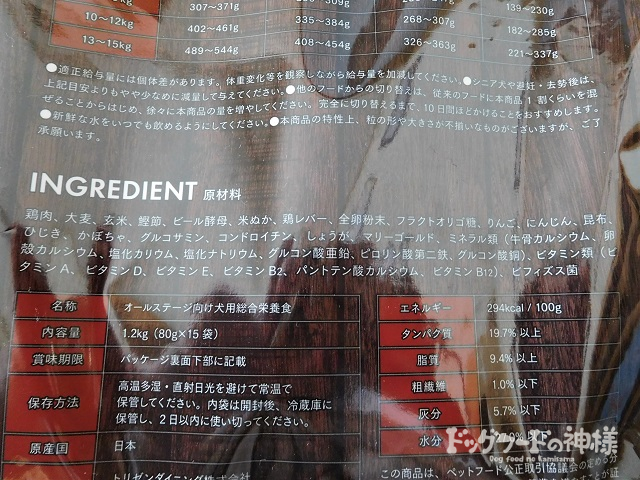 307~371g
10~12kg 402~461g 335~384g 268~307g 182~285g
13~15kg 489~544g 408~454g 326~363g 221~337g
139~230g
●適正給与量には個体差があります。体重変化等を観察しながら給与量を加減してください。●シニア犬や避妊・去勢後は、
上記目安よりもやや少なめに減量して与えてください。●他のフードからの切り替えは、従来のフードに本商品1割くらいを混
ぜることからはじめ、徐々に本商品の量を増やしてください。完全に切り替えるまで、10日間ほどかけることをおすすめします。
●新鮮な水をいつでも飲めるようにしてください。●本商品の特性上、粒の形や大きさが不揃いなものがございますが、ご了
承願います。
INGREDIENT 原材料
鶏肉、大麦、玄米、鰹節、ビール酵母、米ぬか、鶏レバー、全卵粉末、フラクトオリゴ糖、りんご、にんじん、昆布、
ひじき、かぼちゃ、グルコサミン、コンドロイチン、しょうが、マリーゴールド、ミネラル類（牛骨カルシウム、卵
殻カルシウム、塩化カリウム、塩化ナトリウム、グルコン酸亜鉛、ピロリン酸第二鉄、グルコン酸銅）、ビタミン類（ビ
タミンA、ビタミンD、ビタミンE、ビタミンB2、パントテン酸カルシウム、ビタミンB12）、ビフィズス菌
名称 オールステージ向け犬用総合栄養食
内容量 1.2kg（80g×15袋）
賞味期限 パッケージ裏面下部に記載
保存方法 高温多湿・直射日光を避けて常温で
保管してください。内袋は開封後、冷蔵庫に
保管し、2日以内に使い切ってください。
原産国 日本
トリゼンダイニング株式会社
エネルギー 294kcal / 100g
タンパク質 19.7% 以上
脂質 9.4% 以上
粗繊維 1.0% 以下
灰分 5.7% 以下
水分 以下
ドッグフードの神様
Dog food no Kamisama
この商品は、ペットフード公正取引協議会の定める分